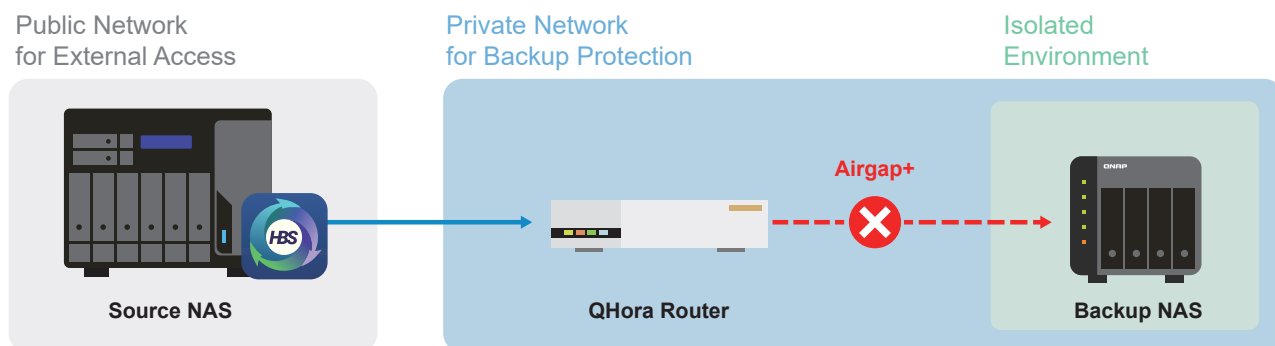 Public Network
for External Access
Private Network
for Backup Protection
Isolated
Environment
Airgap+
QNAP
HBS
Source NAS
QHora Router
Backup NAS